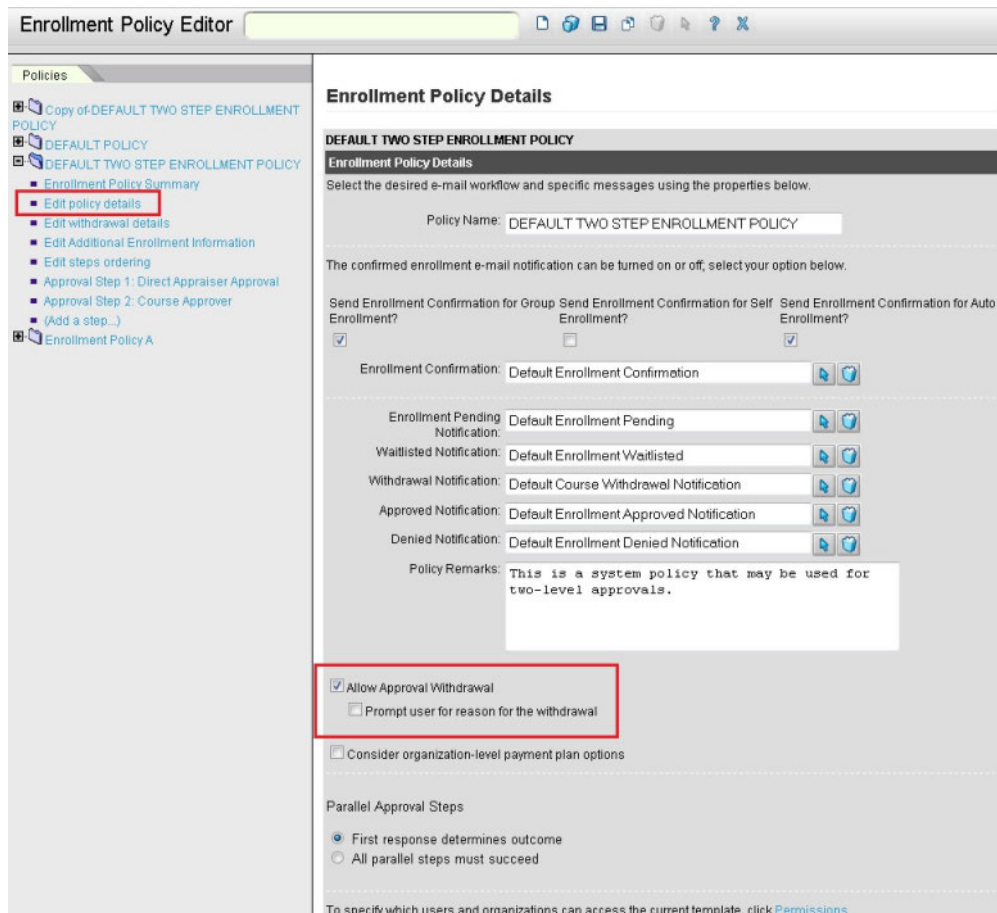 Enrollment Policy Editor
Policies
Copy of-DEFAULT TWO STEP ENROLLMENT
POLICY
DEFAULT POLICY
DEFAULT TWO STEP ENROLLMENT POLICY
Enrollment Policy Summary
Edit policy details
Edit withdrawal details
Edit Additional Enrollment Information
Edit steps ordering
Approval Step 1: Direct Appraiser Approval
Approval Step 2: Course Approver
(Add a step...)
Enrollment Policy A
Enrollment Policy Details
DEFAULT TWO STEP ENROLLMENT POLICY
Enrollment Policy Details
Select the desired e-mail workflow and specific messages using the properties below.
Policy Name: DEFAULT TWO STEP ENROLLMENT POLICY
The confirmed enrollment e-mail notification can be turned on or off, select your option below.
Send Enrollment Confirmation for Group Enrollment?
Send Enrollment Confirmation for Self Enrollment?
Send Enrollment Confirmation for Auto Enrollment?
Enrollment Confirmation: Default Enrollment Confirmation
Enrollment Pending Notification: Default Enrollment Pending
Waitlisted Notification: Default Enrollment Waitlisted
Withdrawal Notification: Default Course Withdrawal Notification
Approved Notification: Default Enrollment Approved Notification
Denied Notification: Default Enrollment Denied Notification
Policy Remarks: This is a system policy that may be used for
two-level approvals.
Allow Approval Withdrawal
Prompt user for reason for the withdrawal
Consider organization-level payment plan options
Parallel Approval Steps
First response determines outcome
All parallel steps must succeed
To specify which users and organizations can access the current template, click Permissions